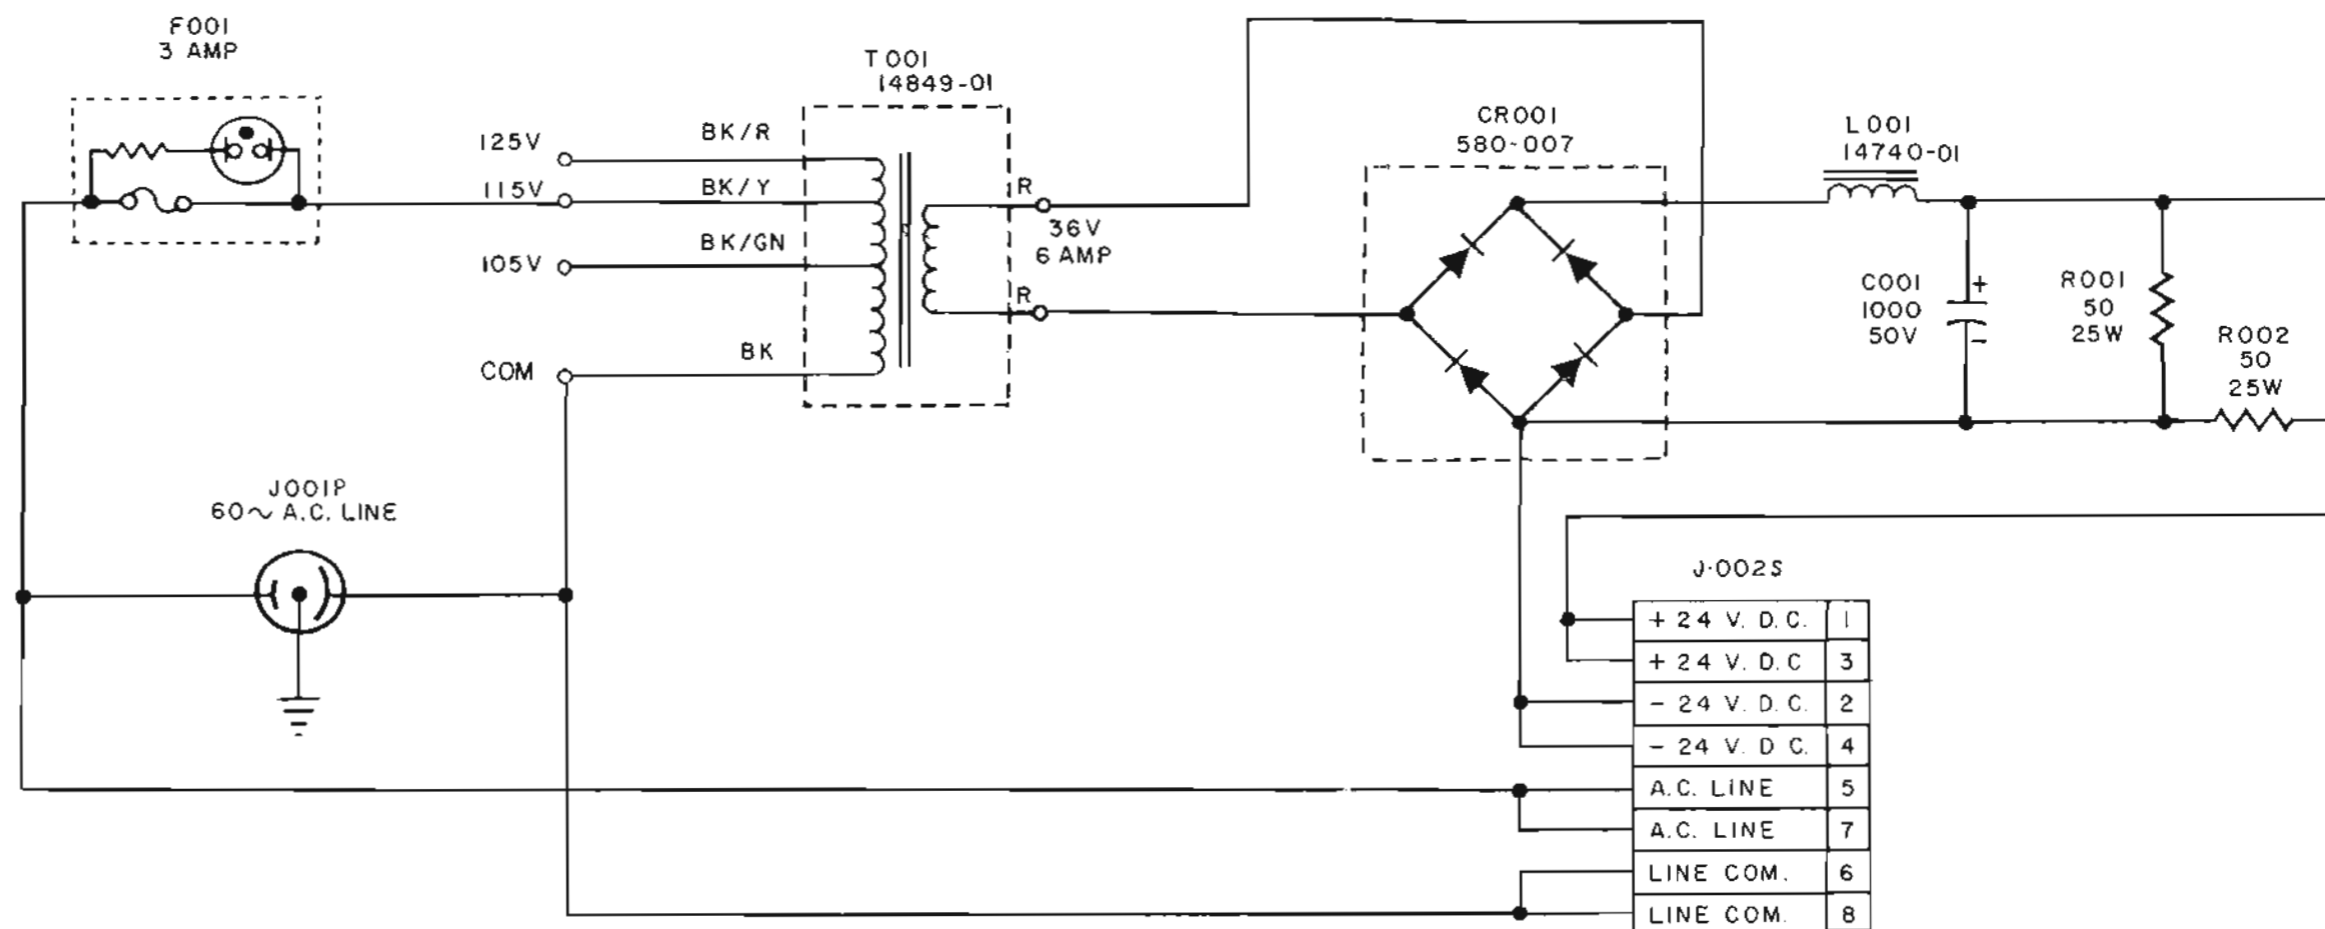 F001
3 AMP
T001
14849-01
125V
BK/R
115V
BK/Y
105V
BK/GN
COM
BK
R
36V
6 AMP
R
CR001
580-007
L001
14740-01
C001
1000
50V
+
-
R001
50
25W
R002
50
25W
J001P
60~ A.C. LINE
J-002S
+ 24 V. D.C. 1
+ 24 V. D.C 3
- 24 V. D.C. 2
- 24 V. D C. 4
A.C. LINE 5
A.C. LINE 7
LINE COM. 6
LINE COM. 8